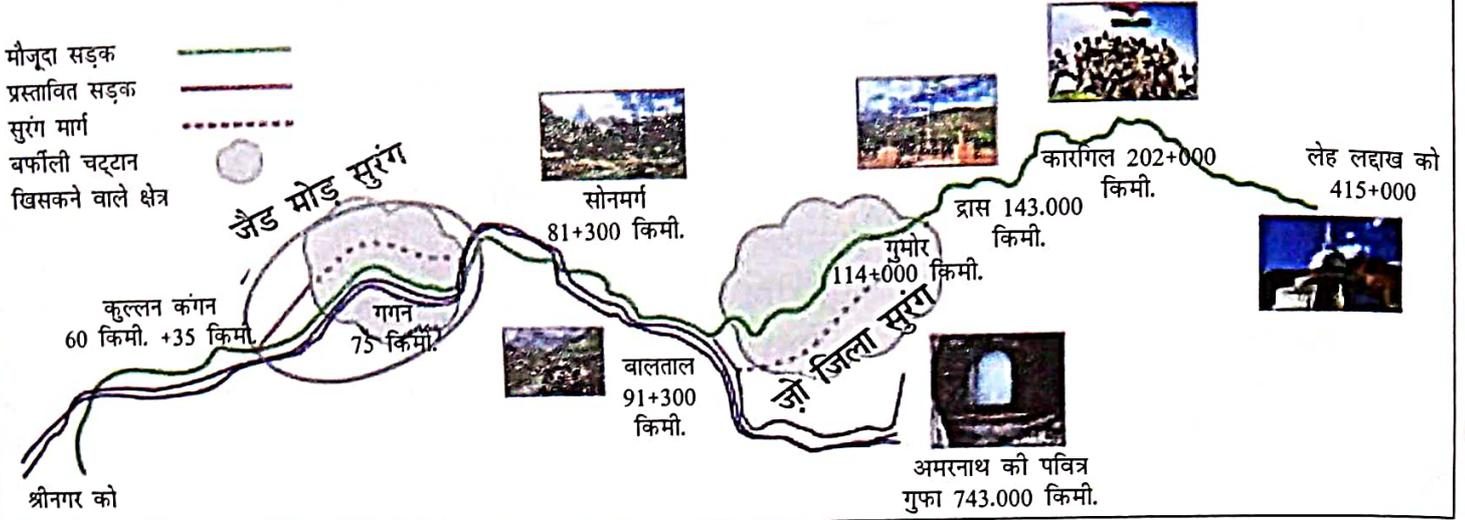 मौजूदा सड़क
प्रस्तावित सड़क
सुरंग मार्ग
बर्फीली चट्टान
खिसकने वाले क्षेत्र
जैड मोड़ सुरंग
सोनमर्ग
81+300 किमी.
कारगिल 202+000
किमी.
लेह लद्दाख को
415+000
द्रास 143.000
किमी.
गुमोर
114+000 किमी.
कुल्लन कंगन
60 किमी. +35 किमी.
गगन
75 किमी.
बालताल
91+300
किमी.
ज़ो जिला सुरंग
अमरनाथ की पवित्र
गुफा 743.000 किमी.
श्रीनगर को